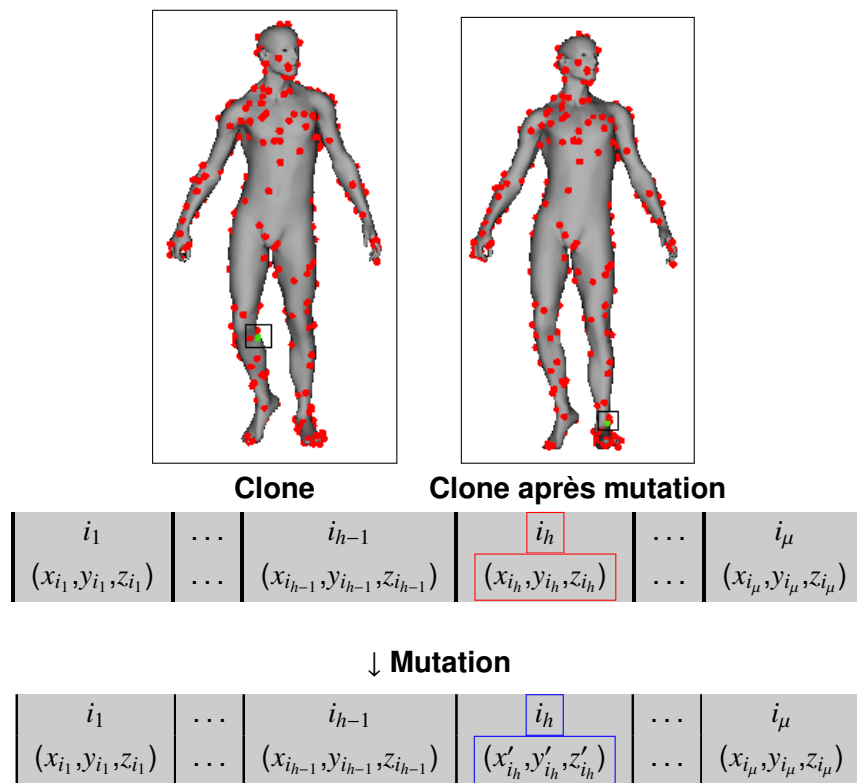 Clone Clone après mutation
i_1 ... i_{h−1} i_h ... i_μ
(x_{i_1},y_{i_1},z_{i_1}) ... (x_{i_{h−1}},y_{i_{h−1}},z_{i_{h−1}}) (x_{i_h},y_{i_h},z_{i_h}) ... (x_{i_μ},y_{i_μ},z_{i_μ})
↓ Mutation
i_1 ... i_{h−1} i_h ... i_μ
(x_{i_1},y_{i_1},z_{i_1}) ... (x_{i_{h−1}},y_{i_{h−1}},z_{i_{h−1}}) (x′_{i_h},y′_{i_h},z′_{i_h}) ... (x_{i_μ},y_{i_μ},z_{i_μ})